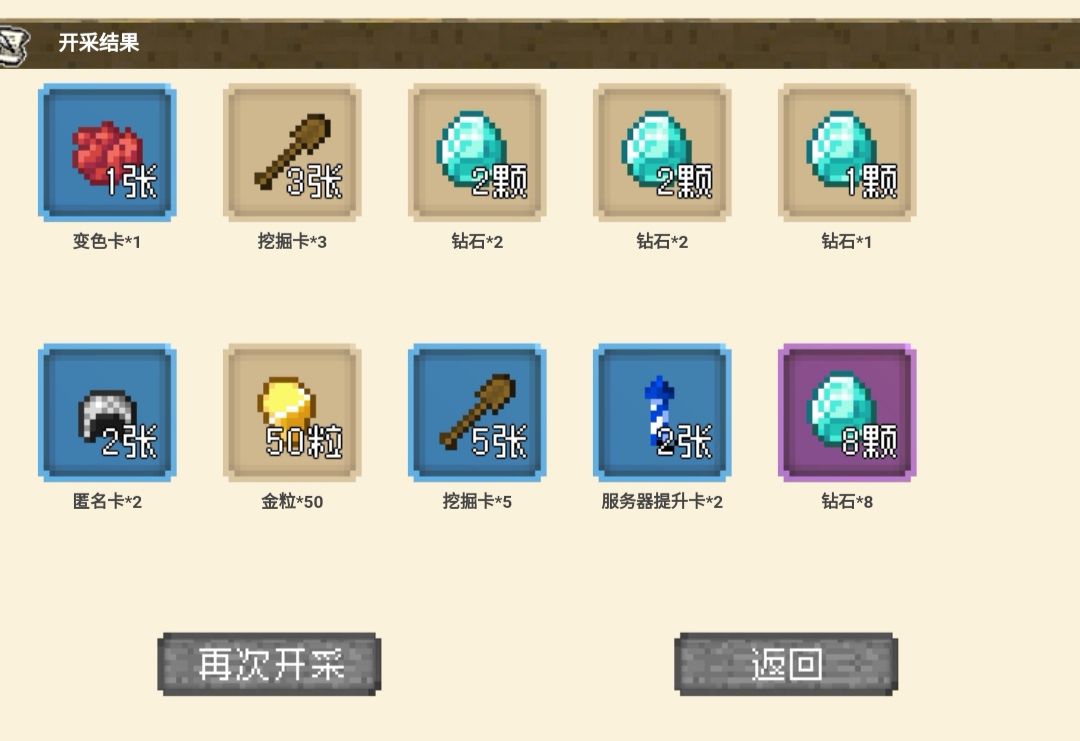 开采结果
1张
3张
2颗
2颗
1颗
变色卡*1
挖掘卡*3
钻石*2
钻石*2
钻石*1
2张
50粒
5张
2张
8颗
匿名卡*2
金粒*50
挖掘卡*5
服务器提升卡*2
钻石*8
再次开采
返回